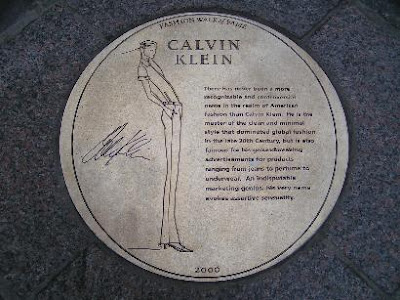 FASHION WALK of FAME
CALVIN
KLEIN
There has never been a more
recognizable and controversial
name in the realm of American
fashion than Calvin Klein. He is the
master of the clean and minimal
style that dominated global fashion
in the late 20th Century, but is also
famous for his groundbreaking
advertisements for products
ranging from jeans to perfume to
underwear. An indisputable
marketing genius, his very name
evokes assertive sensuality.
2000